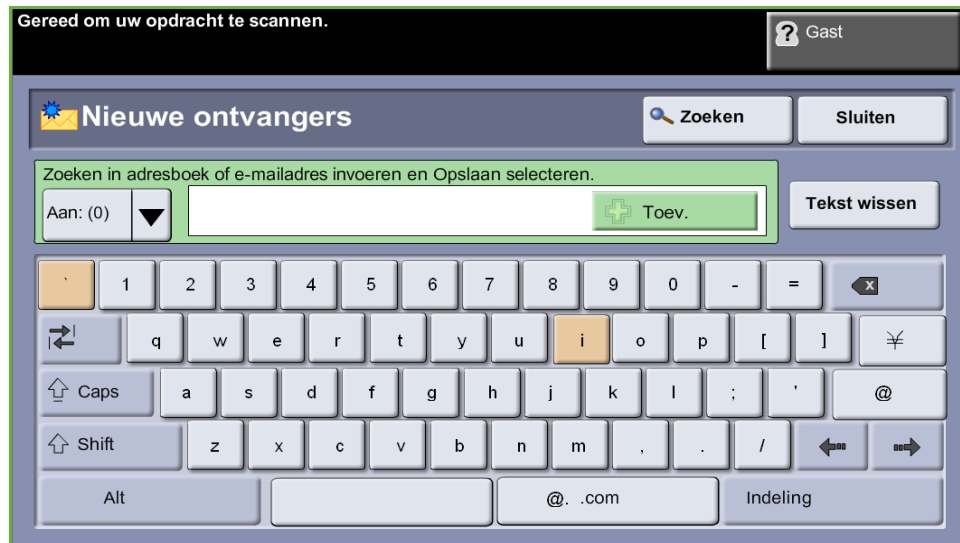 Gereed om uw opdracht te scannen.
? Gast
Nieuwe ontvangers
Zoeken
Sluiten
Zoeken in adresboek of e-mailadres invoeren en Opslaan selecteren.
Aan: (0)
Toev.
Tekst wissen
` 1 2 3 4 5 6 7 8 9 0 - = x
q w e r t y u i o p [ ] ¥
Caps a s d f g h j k l ; ' @
Shift z x c v b n m , . /
Alt @. .com Indeling